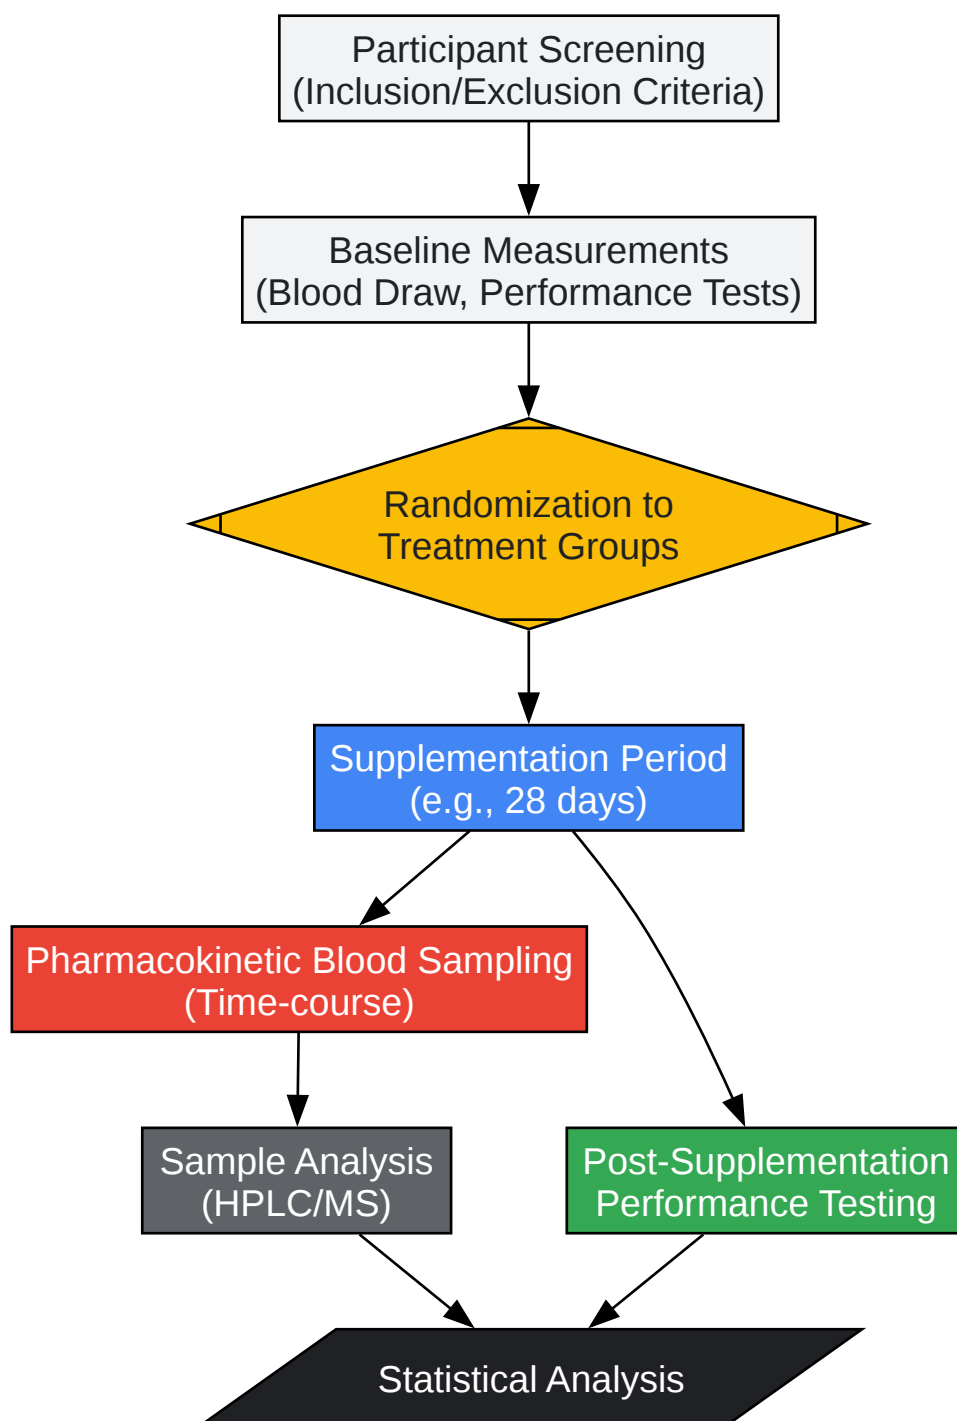 Participant Screening
(Inclusion/Exclusion Criteria)
Baseline Measurements
(Blood Draw, Performance Tests)
Randomization to
Treatment Groups
Supplementation Period
(e.g., 28 days)
Pharmacokinetic Blood Sampling
(Time-course)
Sample Analysis
(HPLC/MS)
Post-Supplementation
Performance Testing
Statistical Analysis